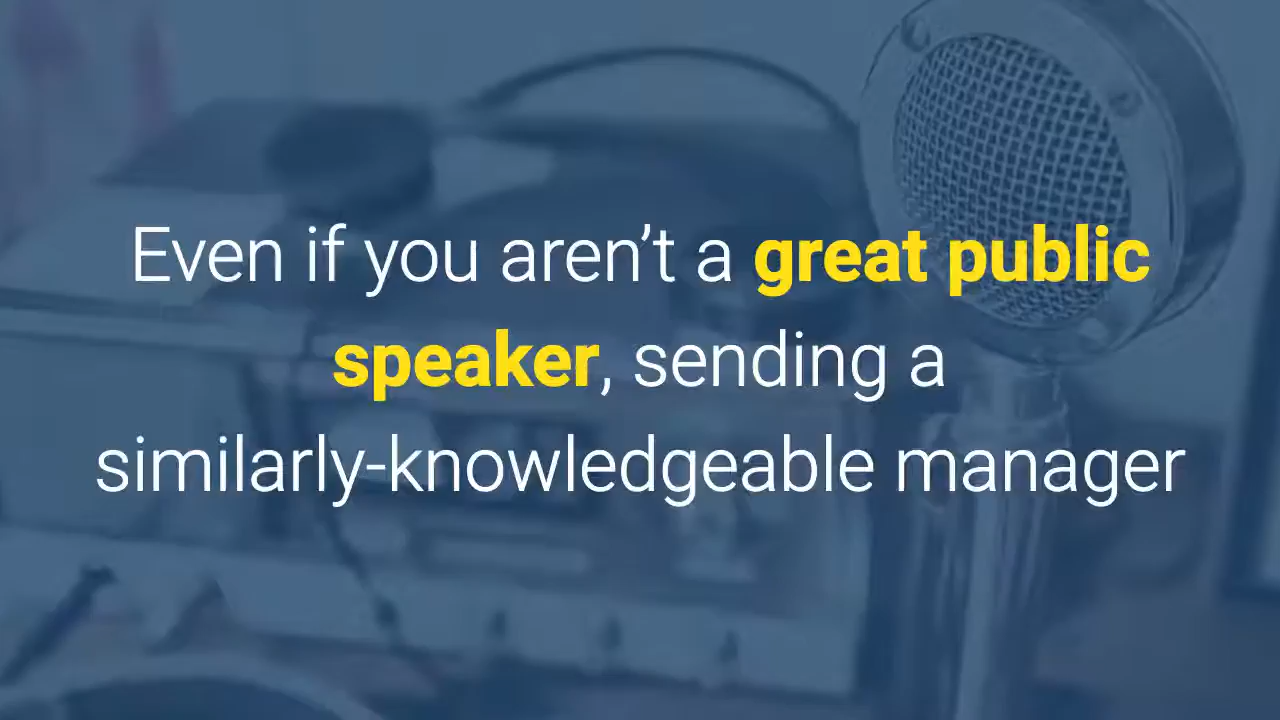 Even if you aren’t a great public
speaker, sending a
similarly-knowledgeable manager